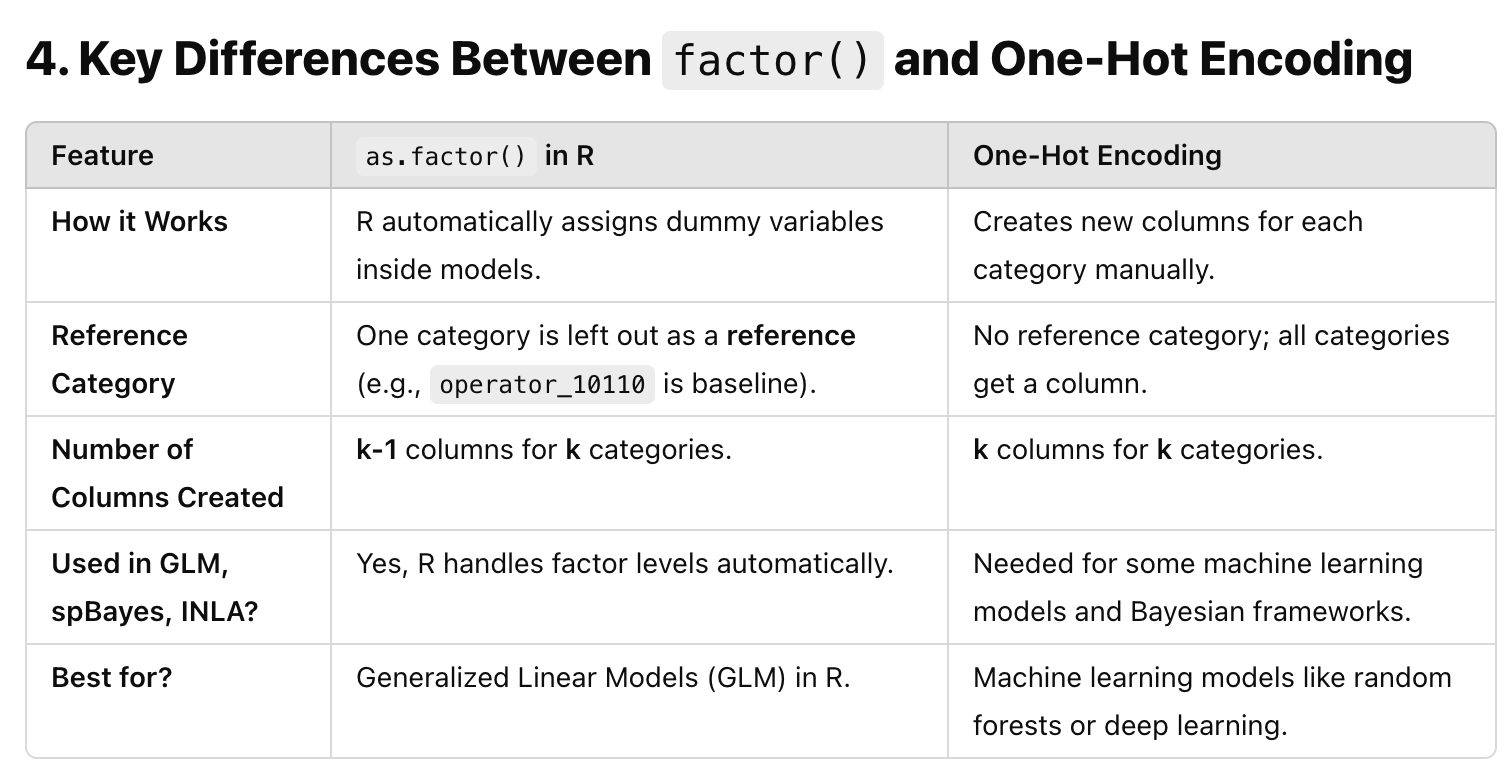 4. Key Differences Between factor() and One-Hot Encoding
Feature
as.factor() in R
One-Hot Encoding
How it Works
R automatically assigns dummy variables
inside models.
Creates new columns for each
category manually.
Reference
Category
One category is left out as a reference
(e.g., operator_10110 is baseline).
No reference category; all categories
get a column.
Number of
Columns Created
k-1 columns for k categories.
k columns for k categories.
Used in GLM,
spBayes, INLA?
Yes, R handles factor levels automatically.
Needed for some machine learning
models and Bayesian frameworks.
Best for?
Generalized Linear Models (GLM) in R.
Machine learning models like random
forests or deep learning.